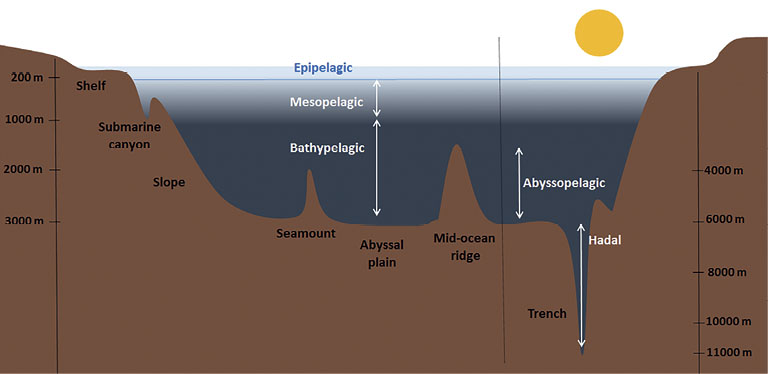 Epipelagic
200 m
Shelf
Mesopelagic
1000 m
Submarine
canyon
Bathypelagic
2000 m
4000 m
Slope
Abyssopelagic
3000 m
6000 m
Seamount
Abyssal
plain
Mid-ocean
ridge
Hadal
8000 m
Trench
10000 m
11000 m